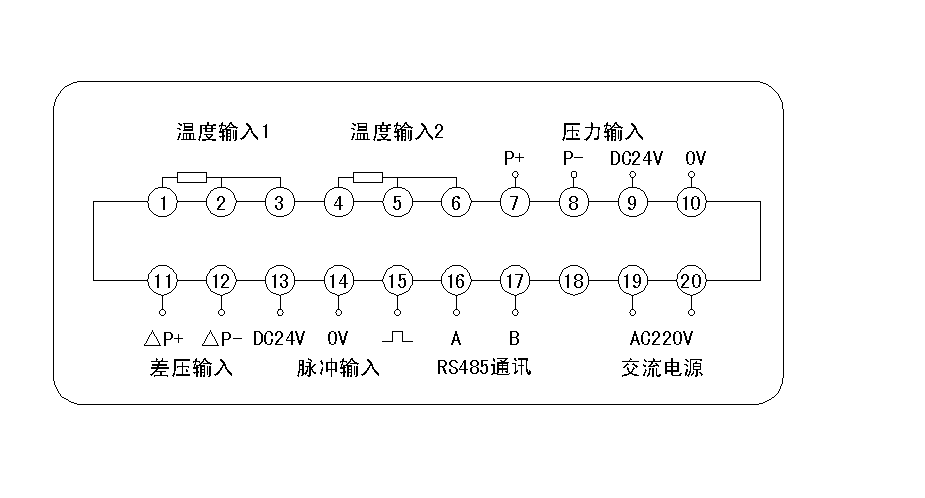 温度输入1 温度输入2 压力输入
P+ P- DC24V 0V
1 2 3 4 5 6 7 8 9 10
11 12 13 14 15 16 17 18 19 20
△P+ △P- DC24V 0V A B AC220V
差压输入 脉冲输入 RS485通讯 交流电源